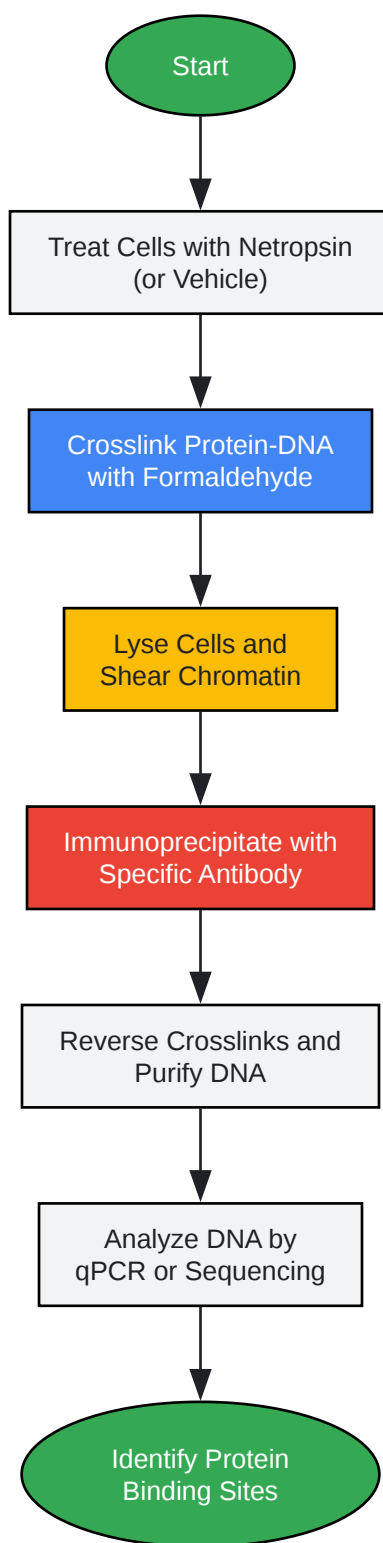 Start
Treat Cells with Netropsin
(or Vehicle)
Crosslink Protein-DNA
with Formaldehyde
Lyse Cells and
Shear Chromatin
Immunoprecipitate with
Specific Antibody
Reverse Crosslinks and
Purify DNA
Analyze DNA by
qPCR or Sequencing
Identify Protein
Binding Sites